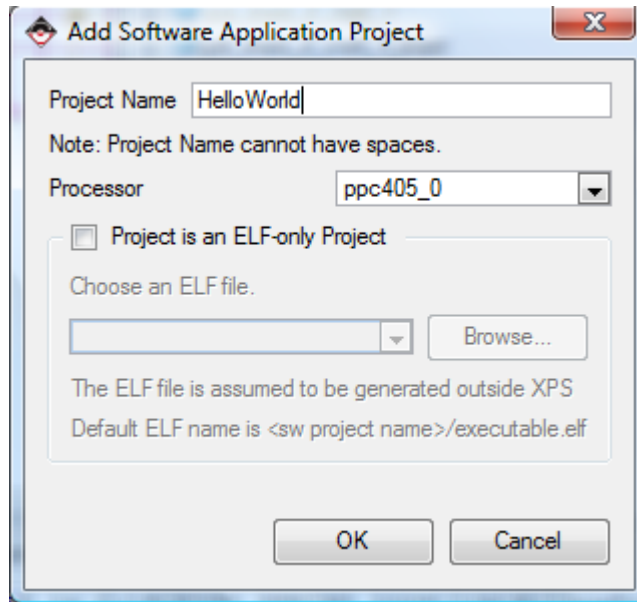 Add Software Application Project
Project Name HelloWorld
Note: Project Name cannot have spaces.
Processor ppc405_0
Project is an ELF-only Project
Choose an ELF file.
Browse...
The ELF file is assumed to be generated outside XPS
Default ELF name is <sw project name>/executable.elf
OK Cancel